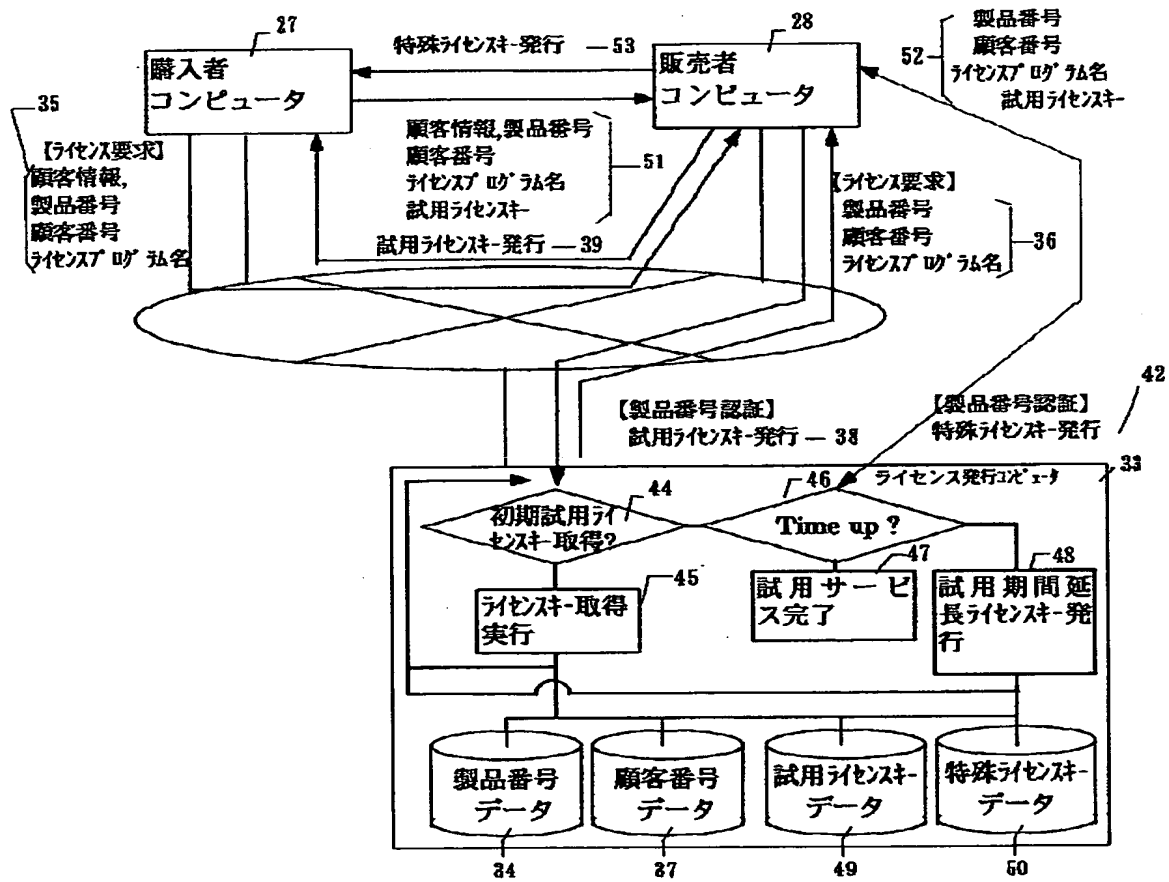 27
購入者
コンピュータ
特殊ライセンスキー発行 — 53
28
販売者
コンピュータ
52
製品番号
顧客番号
ライセンスプログラム名
試用ライセンスキー
35
【ライセンス要求】
顧客情報,
製品番号
顧客番号
ライセンスプログラム名
顧客情報,製品番号
顧客番号
ライセンスプログラム名
試用ライセンスキー
51
試用ライセンスキー発行 — 39
【ライセンス要求】
製品番号
顧客番号
ライセンスプログラム名
36
【製品番号認証】
試用ライセンスキー発行 — 38
【製品番号認証】
特殊ライセンスキー発行
42
ライセンス発行コンピュータ
33
初期試用ライ
センスキー取得?
44
Time up ?
46
ライセンスキー取得
実行
45
試用サービ
ス完了
47
試用期間延
長ライセンスキー発
行
48
製品番号
データ
顧客番号
データ
試用ライセンスキー
データ
特殊ライセンスキー
データ
34
37
49
50